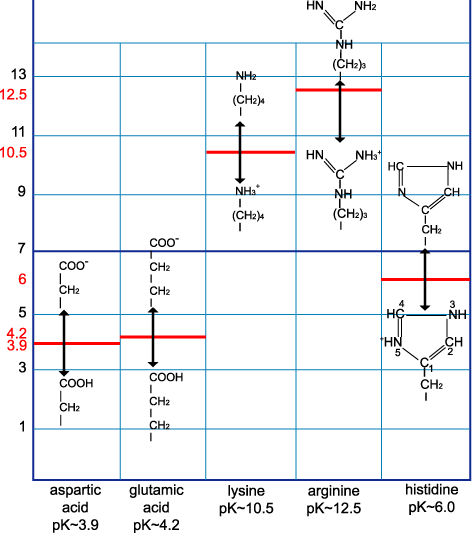 HN NH2
C
NH
(CH2)3
13
12.5
NH2
(CH2)4
11
10.5
HN NH3+
C
NH
(CH2)3
HC NH
N CH
C
CH2
9
NH3+
(CH2)4
7
COO-
CH2
CH2
COO-
CH2
6
5
4 3
HC NH
+HN CH
5 2
C
1
CH2
4.2
3.9
3
COOH
CH2
COOH
CH2
CH2
1
aspartic glutamic lysine arginine histidine
acid acid pK~10.5 pK~12.5 pK~6.0
pK~3.9 pK~4.2